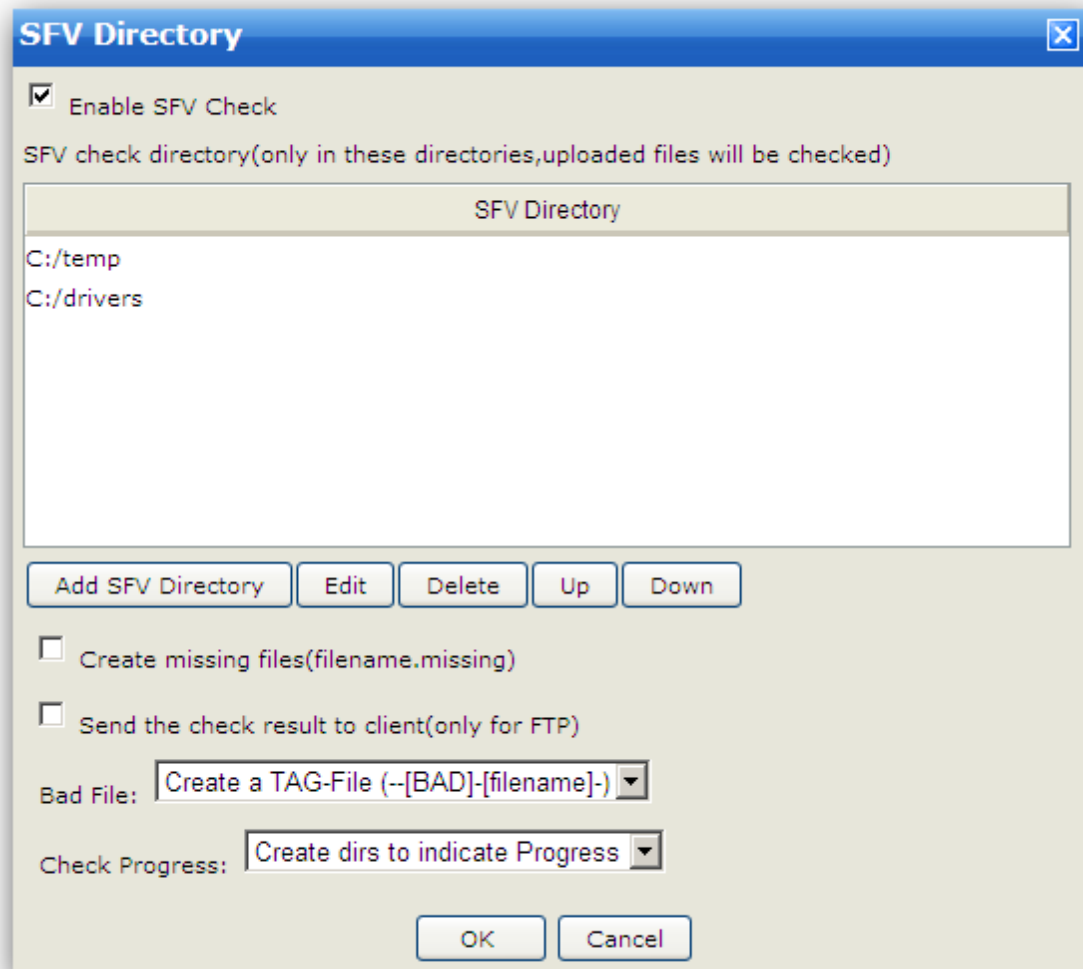 SFV Directory
Enable SFV Check
SFV check directory(only in these directories,uploaded files will be checked)
SFV Directory
C:/temp
C:/drivers
Add SFV Directory Edit Delete Up Down
Create missing files(filename.missing)
Send the check result to client(only for FTP)
Bad File: Create a TAG-File (--[BAD]-[filename]-)
Check Progress: Create dirs to indicate Progress
OK Cancel